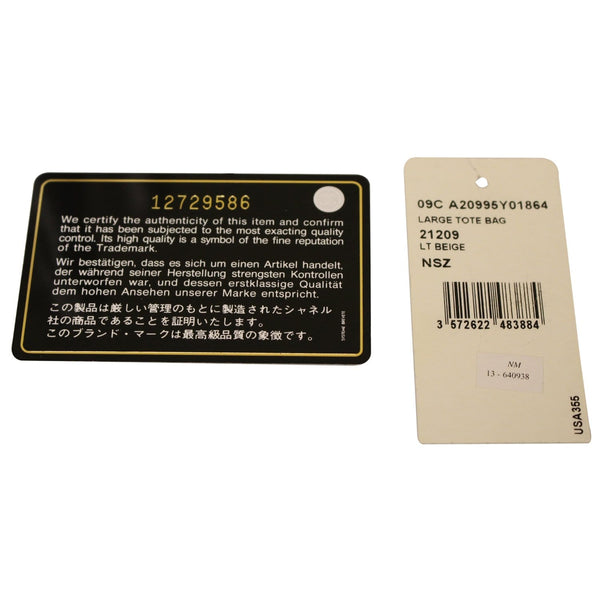 12729586
We certify the authenticity of this item and confirm
that it has been subjected to the most exacting quality
control. Its high quality is a symbol of the fine reputation
of the Trademark.
Wir bestätigen, dass es sich um einen Artikel handelt,
der während seiner Herstellung strengsten Kontrollen
unterworfen war, und dessen erstklassige Qualität
dem hohen Ansehen unserer Marke entspricht.
この製品は厳しい管理のもとに製造されたシャネル
社の商品であることを証明いたします。
このブランド・マークは最高級品質の象徴です。
SYSTEME BREVETE
09C A20995Y01864
LARGE TOTE BAG
21209
LT BEIGE
NSZ
3 572622 483884
NM
13 - 640938
USA355